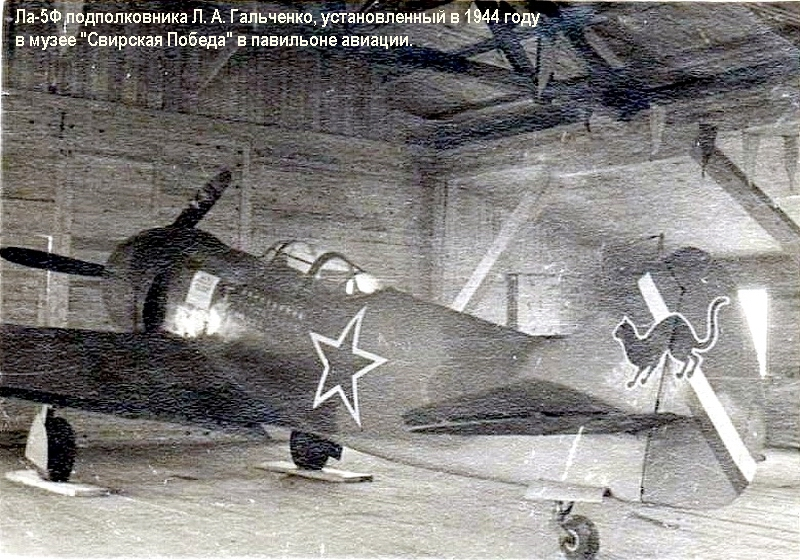 Ла-5Ф подполковника Л. А. Гальченко, установленный в 1944 году
в музее "Свирская Победа" в павильоне авиации.